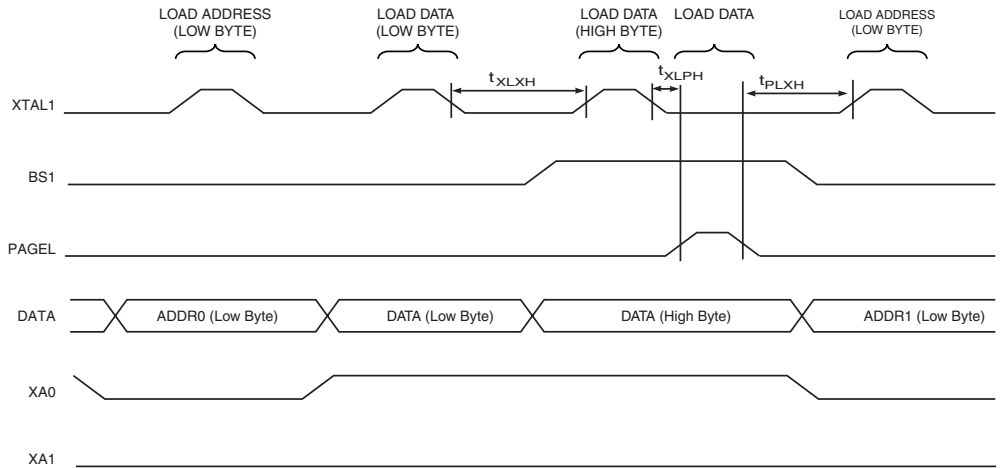 LOAD ADDRESS
(LOW BYTE)
LOAD DATA
(LOW BYTE)
LOAD DATA
(HIGH BYTE)
LOAD DATA
LOAD ADDRESS
(LOW BYTE)
tXLXH
tXLPH
tPLXH
XTAL1
BS1
PAGEL
DATA
ADDR0 (Low Byte)
DATA (Low Byte)
DATA (High Byte)
ADDR1 (Low Byte)
XA0
XA1